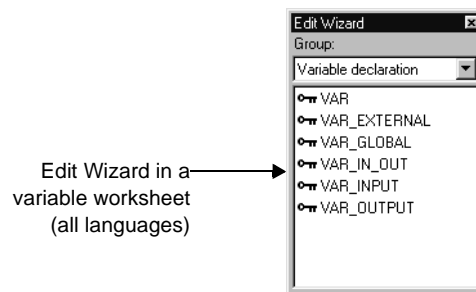 Edit Wizard
Group:
Variable declaration
VAR
VAR_EXTERNAL
VAR_GLOBAL
VAR_IN_OUT
VAR_INPUT
VAR_OUTPUT
Edit Wizard in a
variable worksheet
(all languages)